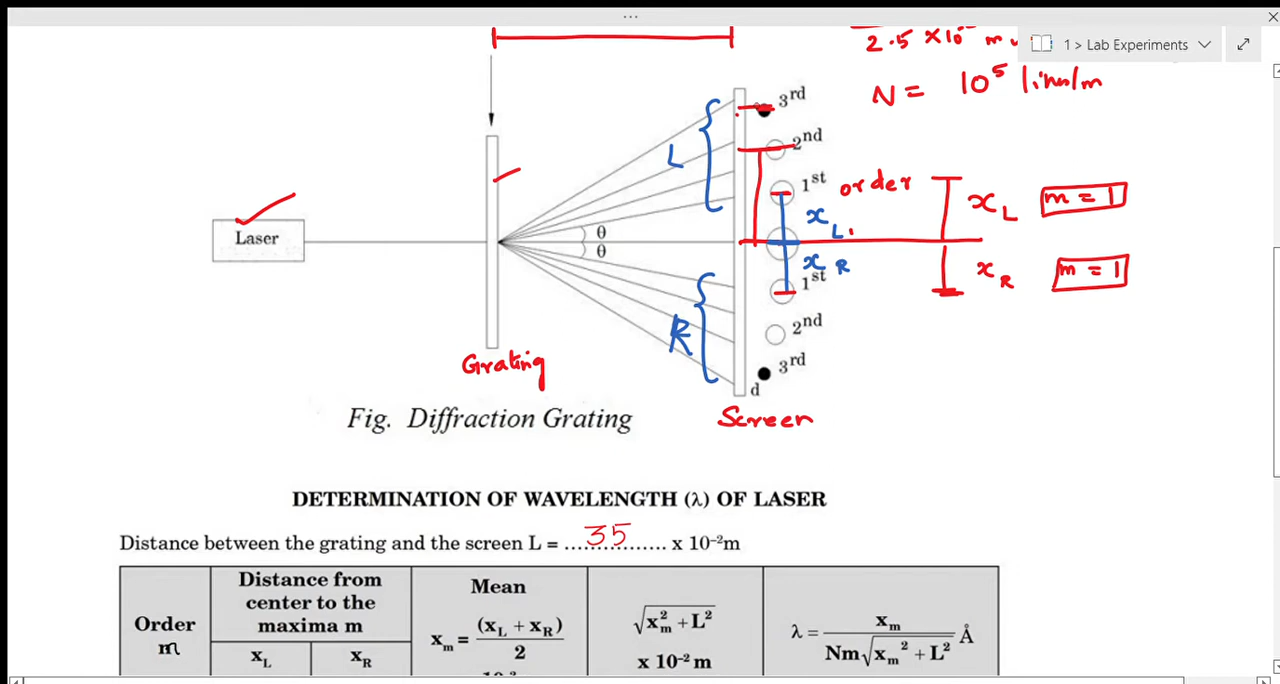 1 > Lab Experiments
2.5 × 10
N = 10⁵ lines/m
3rd
2nd
1st order
L
x_L m = 1
x_L
Laser
θ
θ
x_R
x_R m = 1
1st
R
2nd
3rd
Grating
d
Screen
Fig. Diffraction Grating
DETERMINATION OF WAVELENGTH (λ) OF LASER
Distance between the grating and the screen L = ....35.... x 10⁻²m
Order
m
Distance from
center to the
maxima m
x_L x_R
Mean
x_m = (x_L + x_R) / 2
√(x_m² + L²)
x 10⁻² m
λ = x_m / (Nm√(x_m² + L²)) Å